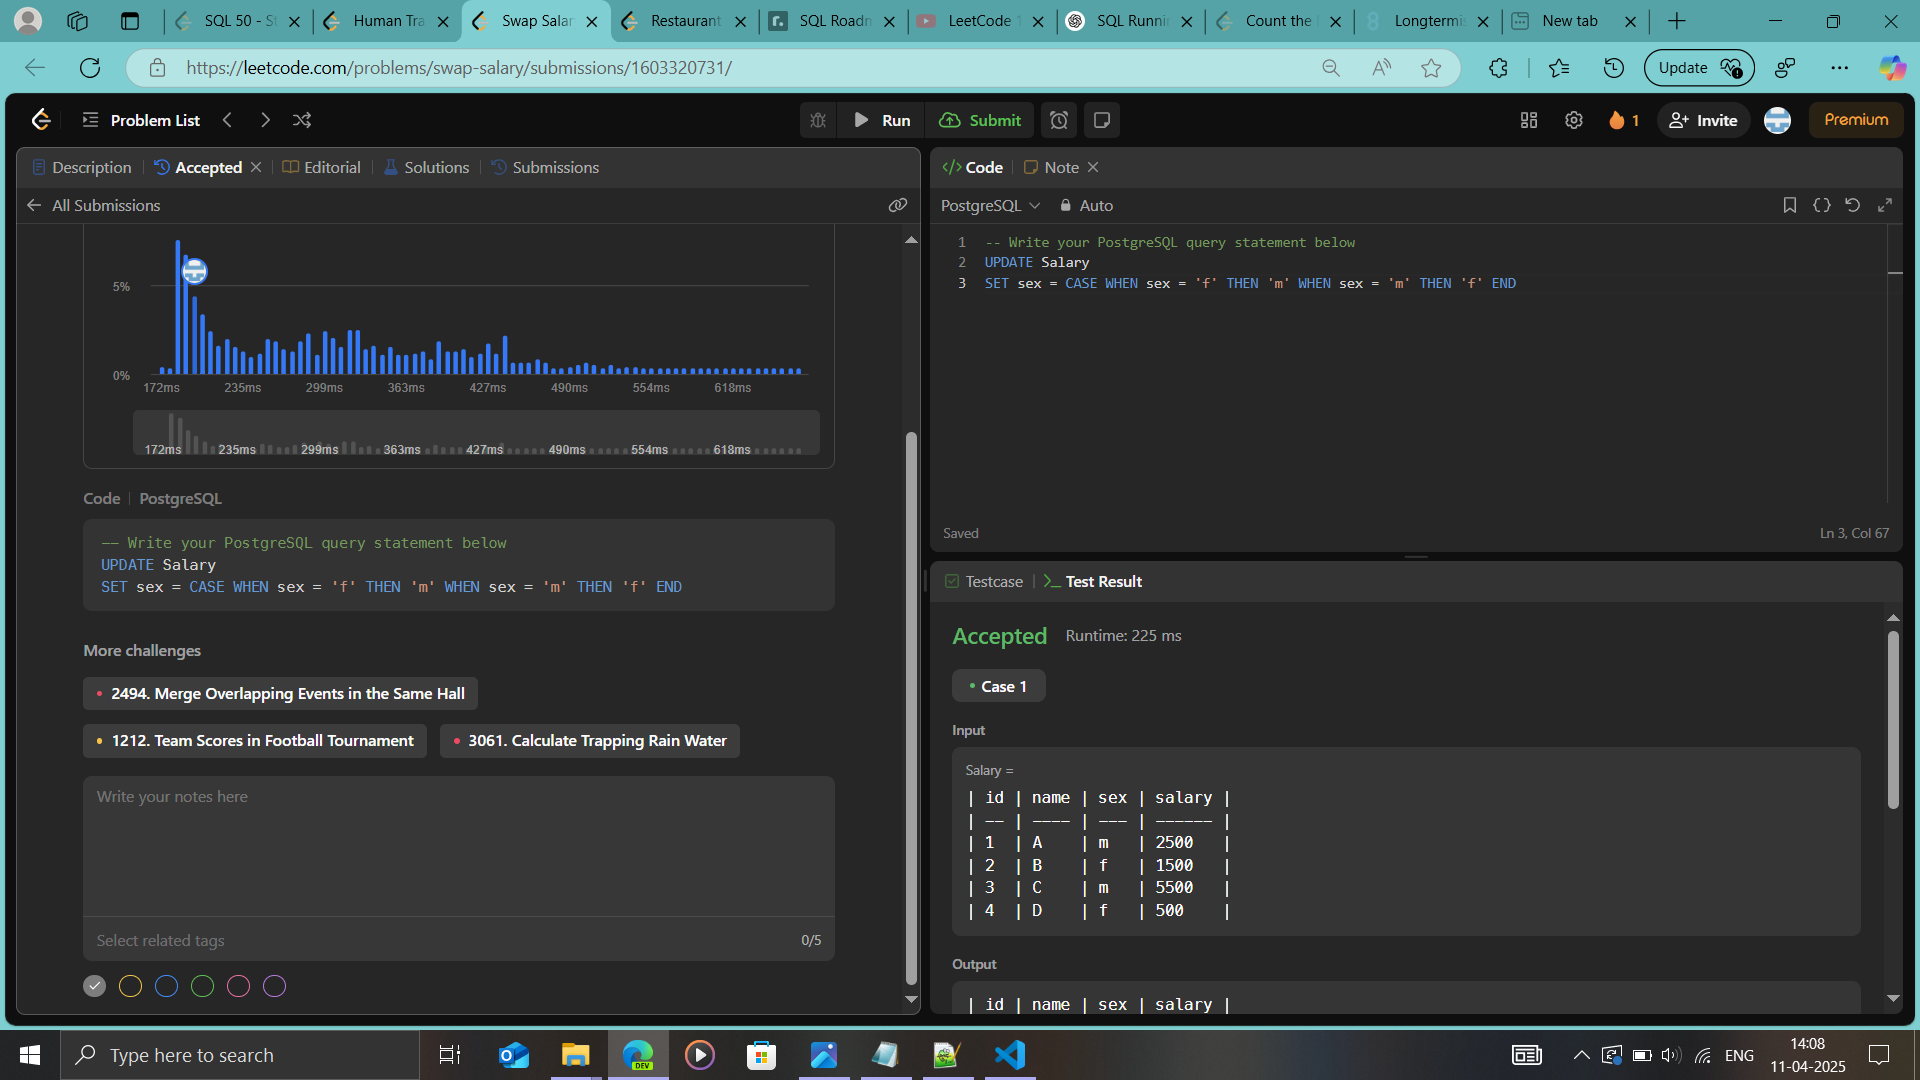 SQL 50 - St
Human Tra
Swap Salar
Restaurant
SQL Roadm
LeetCode 1
SQL Runnin
Count the
Longtermis
New tab
https://leetcode.com/problems/swap-salary/submissions/1603320731/
Update
Problem List
Run
Submit
1
Invite
Premium
Description
Accepted
Editorial
Solutions
Submissions
All Submissions
5%
0%
172ms 235ms 299ms 363ms 427ms 490ms 554ms 618ms
172ms 235ms 299ms 363ms 427ms 490ms 554ms 618ms
Code | PostgreSQL
-- Write your PostgreSQL query statement below
UPDATE Salary
SET sex = CASE WHEN sex = 'f' THEN 'm' WHEN sex = 'm' THEN 'f' END
More challenges
2494. Merge Overlapping Events in the Same Hall
1212. Team Scores in Football Tournament
3061. Calculate Trapping Rain Water
Write your notes here
Select related tags
0/5
Code
Note
PostgreSQL
Auto
1 -- Write your PostgreSQL query statement below
2 UPDATE Salary
3 SET sex = CASE WHEN sex = 'f' THEN 'm' WHEN sex = 'm' THEN 'f' END
Saved
Ln 3, Col 67
Testcase
>_ Test Result
Accepted
Runtime: 225 ms
Case 1
Input
Salary =
| id | name | sex | salary |
| -- | ---- | --- | ------ |
| 1 | A | m | 2500 |
| 2 | B | f | 1500 |
| 3 | C | m | 5500 |
| 4 | D | f | 500 |
Output
| id | name | sex | salary |
Type here to search
DEV
ENG
14:08
11-04-2025